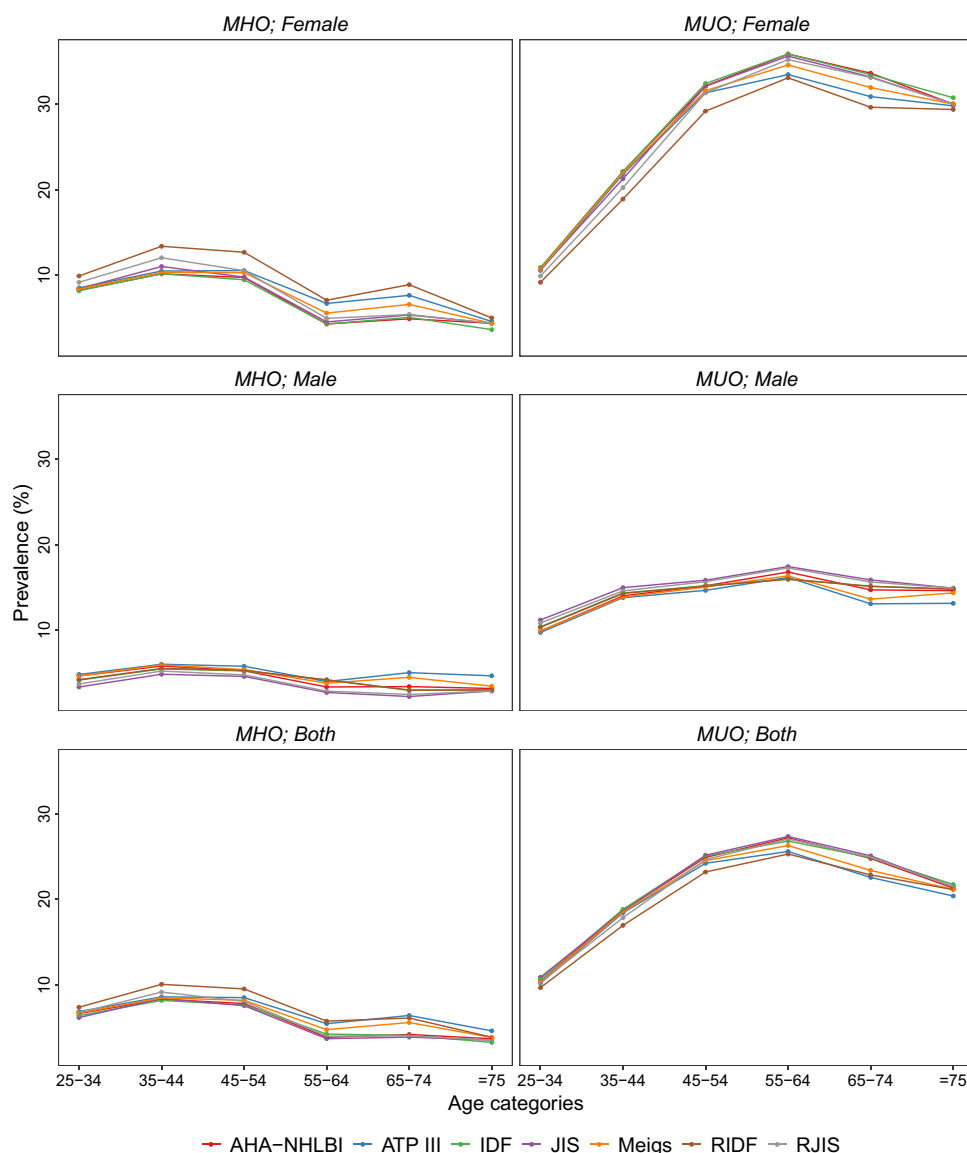 MHO; Female
MUO; Female
30
20
10
MHO; Male
MUO; Male
30
20
10
Prevalence (%)
MHO; Both
MUO; Both
30
20
10
25−34 35−44 45−54 55−64 65−74 =75
25−34 35−44 45−54 55−64 65−74 =75
Age categories
AHA−NHLBI ATP III IDF JIS Meigs RIDF RJIS